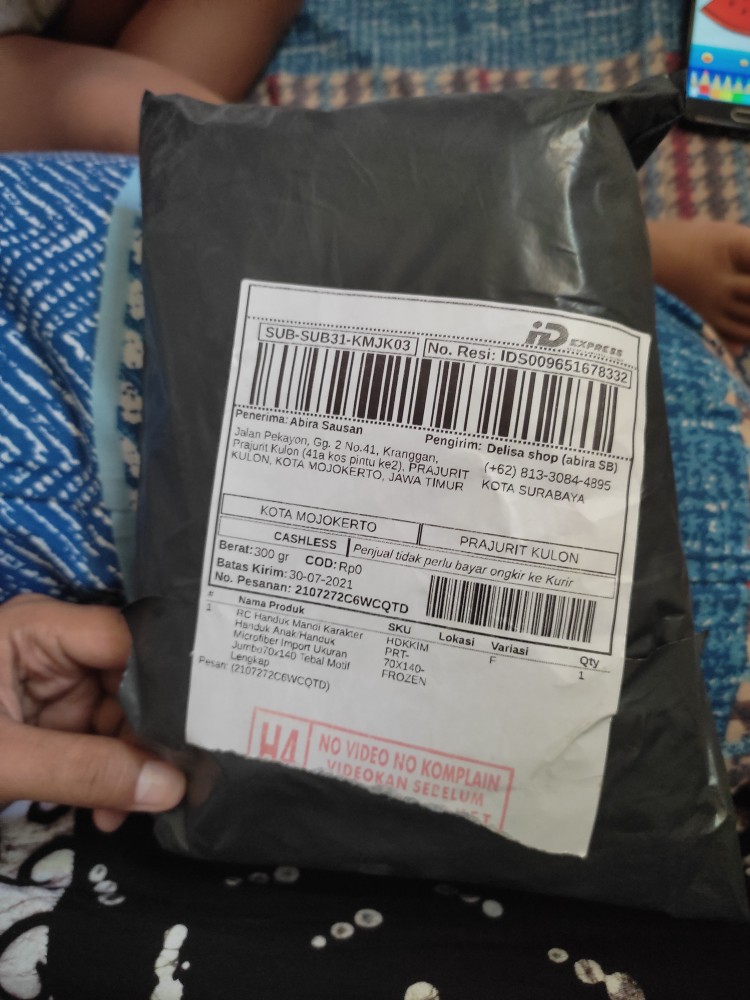 iD EXPRESS
SUB-SUB31-KMJK03
No. Resi: IDS009651678332
Penerima: Abira Sausan
Jalan Pekayon, Gg. 2 No.41, Kranggan,
Prajurit Kulon (41a kos pintu ke2), PRAJURIT
KULON, KOTA MOJOKERTO, JAWA TIMUR
Pengirim: Delisa shop (abira SB)
(+62) 813-3084-4895
KOTA SURABAYA
KOTA MOJOKERTO
PRAJURIT KULON
CASHLESS
Penjual tidak perlu bayar ongkir ke Kurir
Berat: 300 gr COD: Rp0
Batas Kirim: 30-07-2021
No. Pesanan: 2107272C6WCQTD
# Nama Produk SKU Lokasi Variasi Qty
1 RC Handuk Mandi Karakter HDKKIM F 1
Handuk Anak/Handuk PRT-
Microfiber Import Ukuran 70X140-
Jumbo70x140 Tebal Motif FROZEN
Lengkap
Pesan: (2107272C6WCQTD)
H4
NO VIDEO NO KOMPLAIN
VIDEOKAN SEBELUM